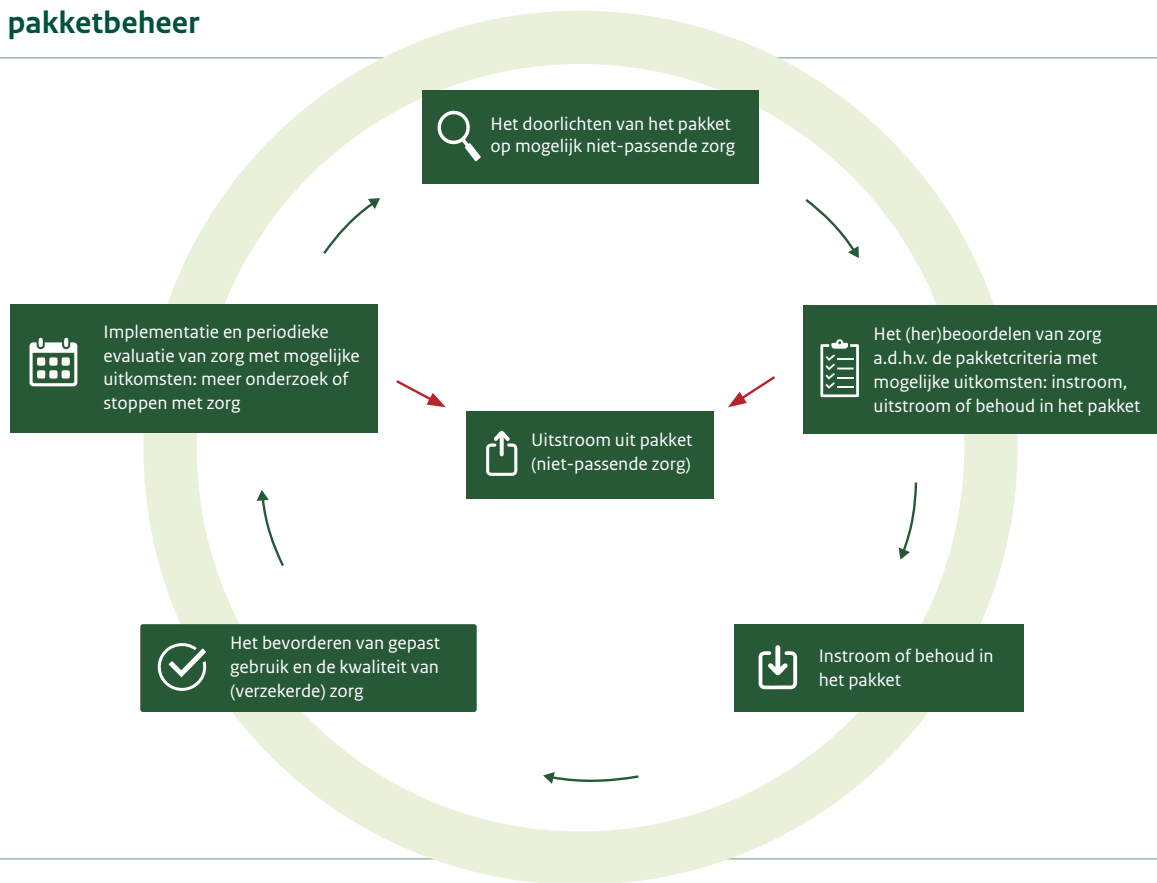 pakketbeheer
Het doorlichten van het pakket
op mogelijk niet-passende zorg
Implementatie en periodieke
evaluatie van zorg met mogelijke
uitkomsten: meer onderzoek of
stoppen met zorg
Het (her)beoordelen van zorg
a.d.h.v. de pakketcriteria met
mogelijke uitkomsten: instroom,
uitstroom of behoud in het pakket
Uitstroom uit pakket
(niet-passende zorg)
Het bevorderen van gepast
gebruik en de kwaliteit van
(verzekerde) zorg
Instroom of behoud in
het pakket